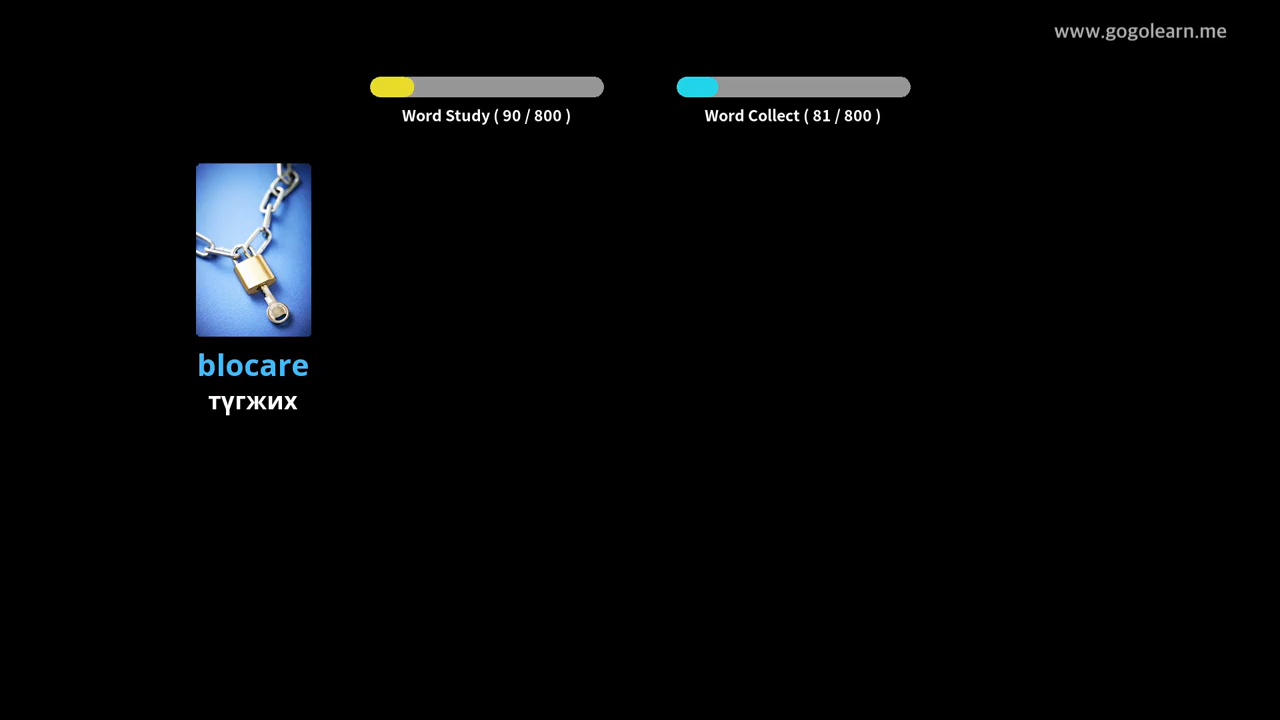 www.gogolearn.me
Word Study ( 90 / 800 )
Word Collect ( 81 / 800 )
blocare
түгжих